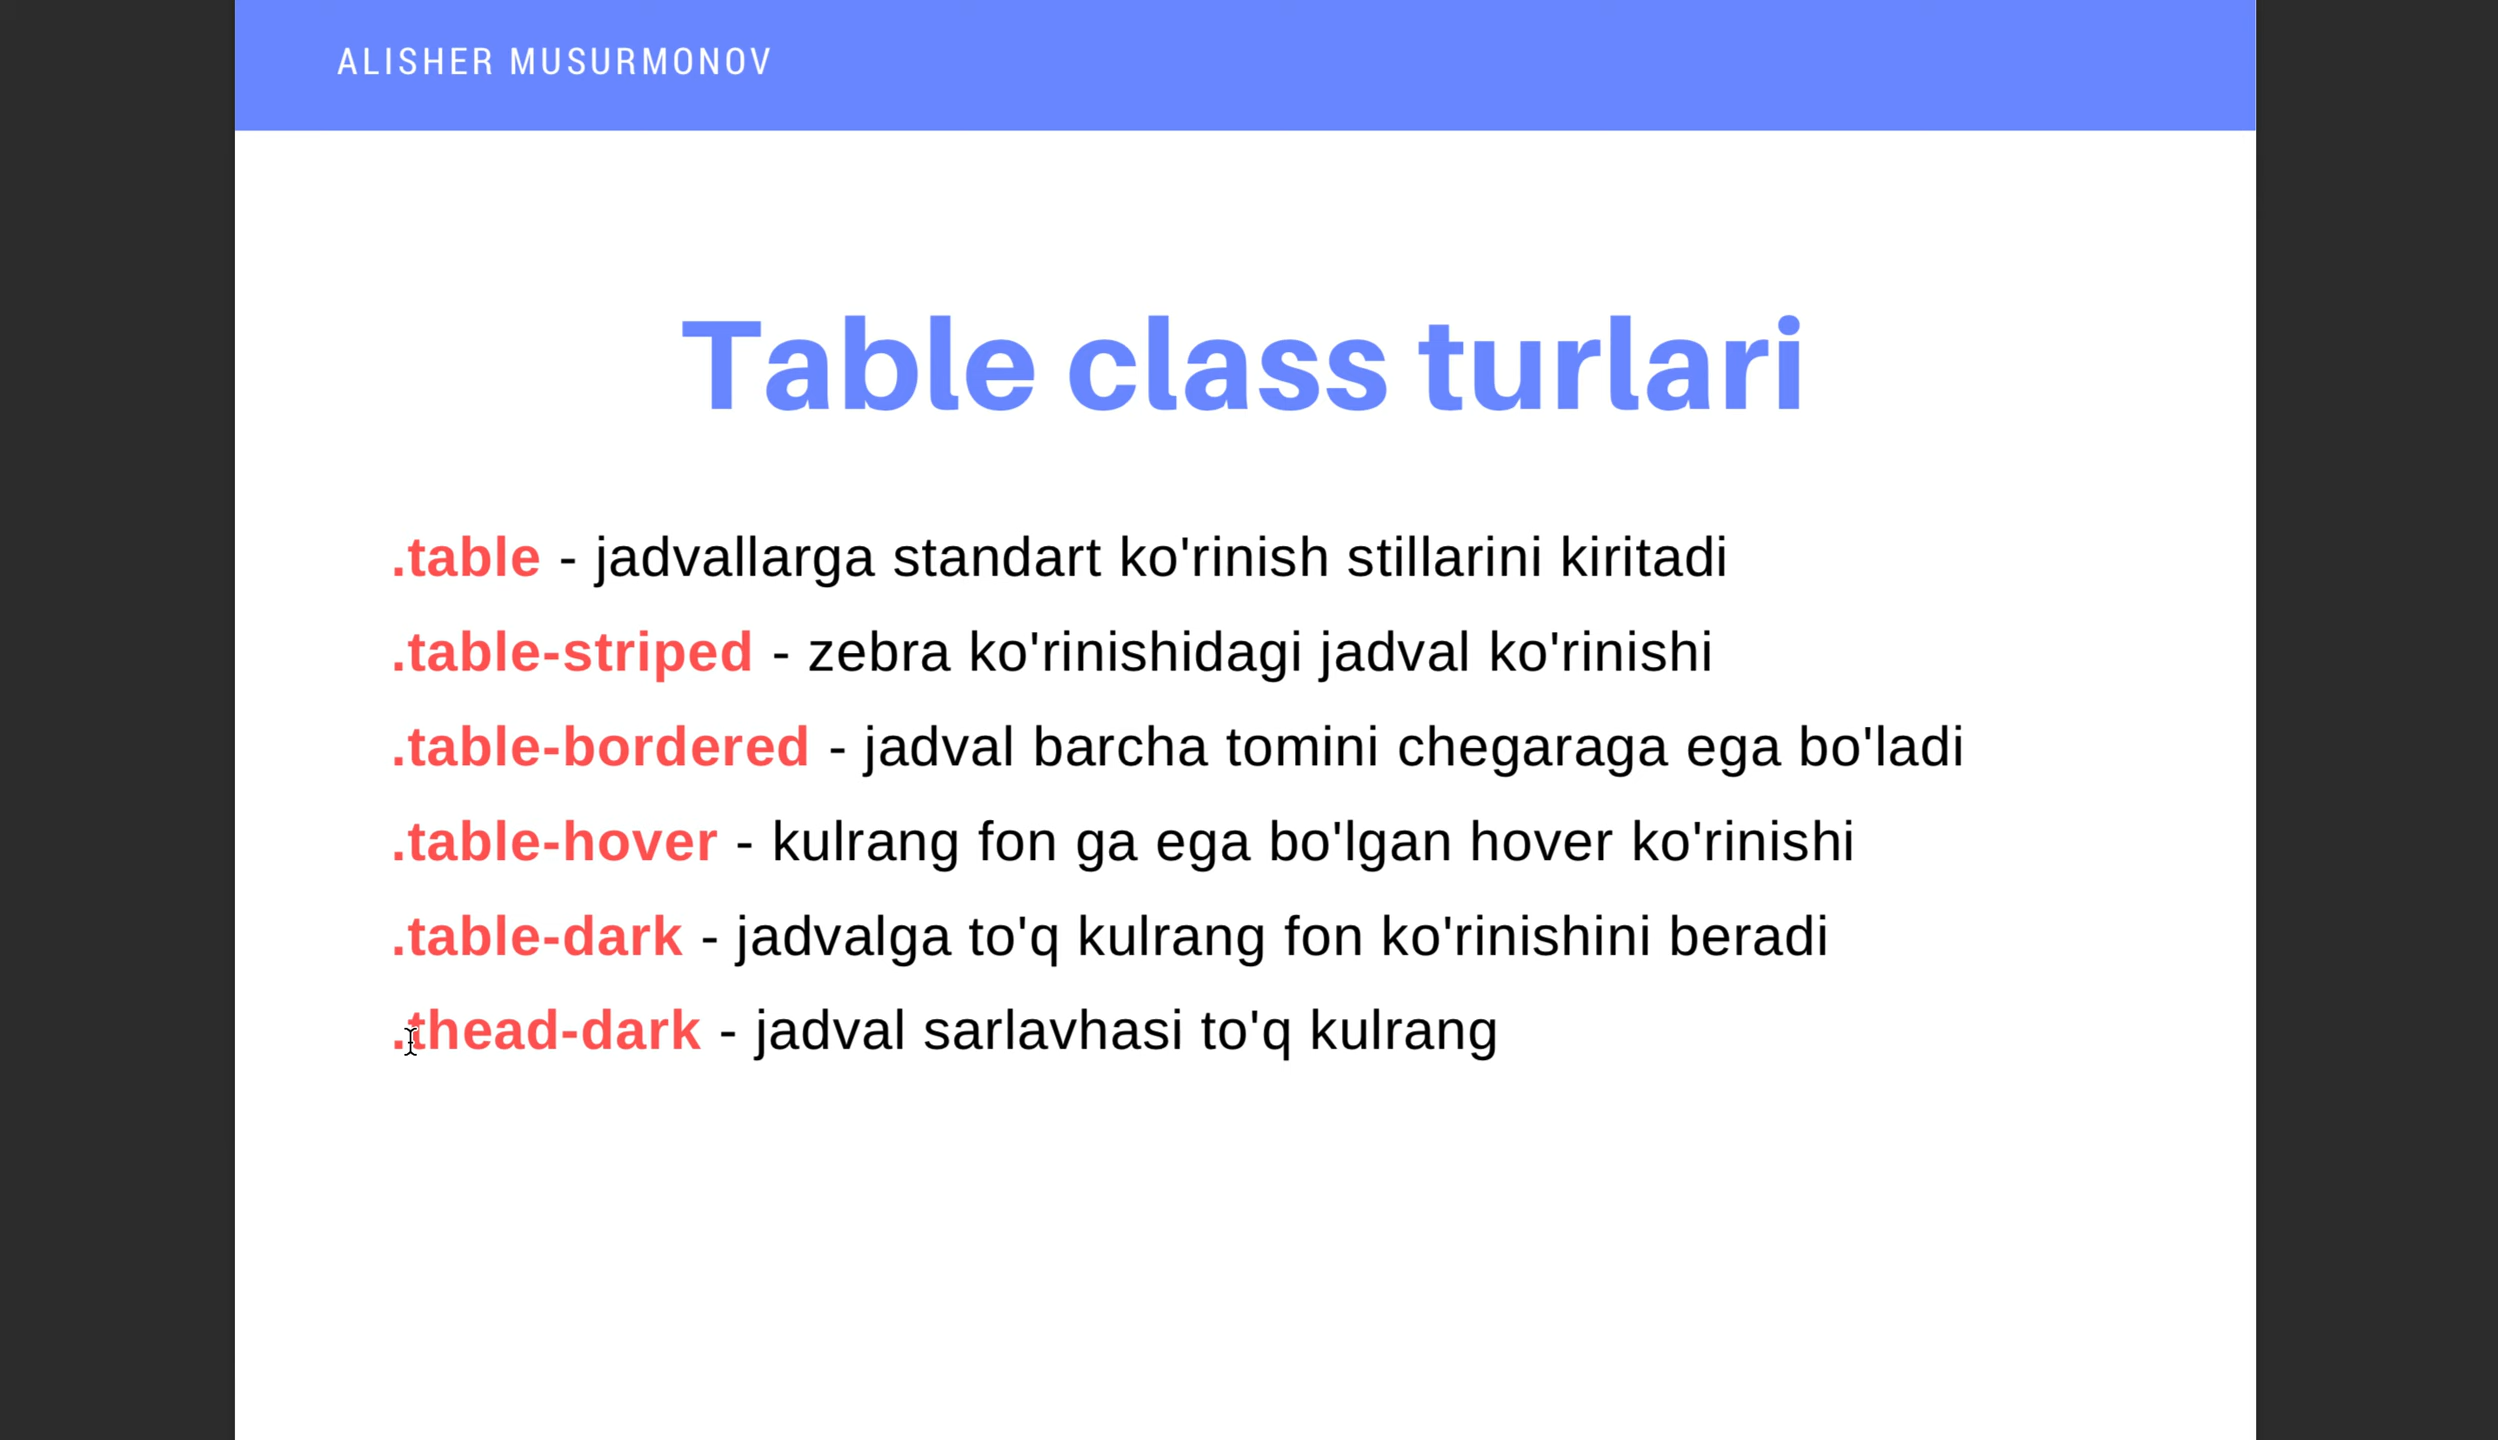 ALISHER MUSURMONOV
Table class turlari
.table - jadvallarga standart ko'rinish stillarini kiritadi
.table-striped - zebra ko'rinishidagi jadval ko'rinishi
.table-bordered - jadval barcha tomini chegaraga ega bo'ladi
.table-hover - kulrang fon ga ega bo'lgan hover ko'rinishi
.table-dark - jadvalga to'q kulrang fon ko'rinishini beradi
.thead-dark - jadval sarlavhasi to'q kulrang